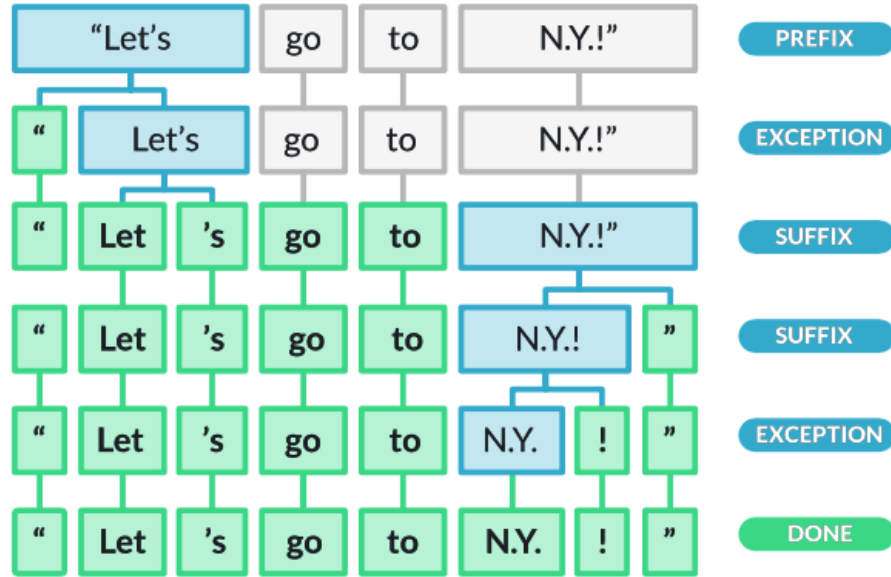 “Let’s go to N.Y.!” PREFIX
“ Let’s go to N.Y.!” EXCEPTION
“ Let ’s go to N.Y.!” SUFFIX
“ Let ’s go to N.Y.! ” SUFFIX
“ Let ’s go to N.Y. ! ” EXCEPTION
“ Let ’s go to N.Y. ! ” DONE